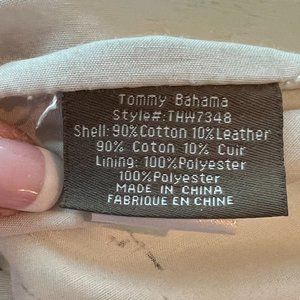 Tommy Bahama
Style#:THW7348
Shell: 90%Cotton 10%Leather
90% Coton 10% Cuir
Lining: 100%Polyester
100%Polyester
MADE IN CHINA
FABRIQUE EN CHINE